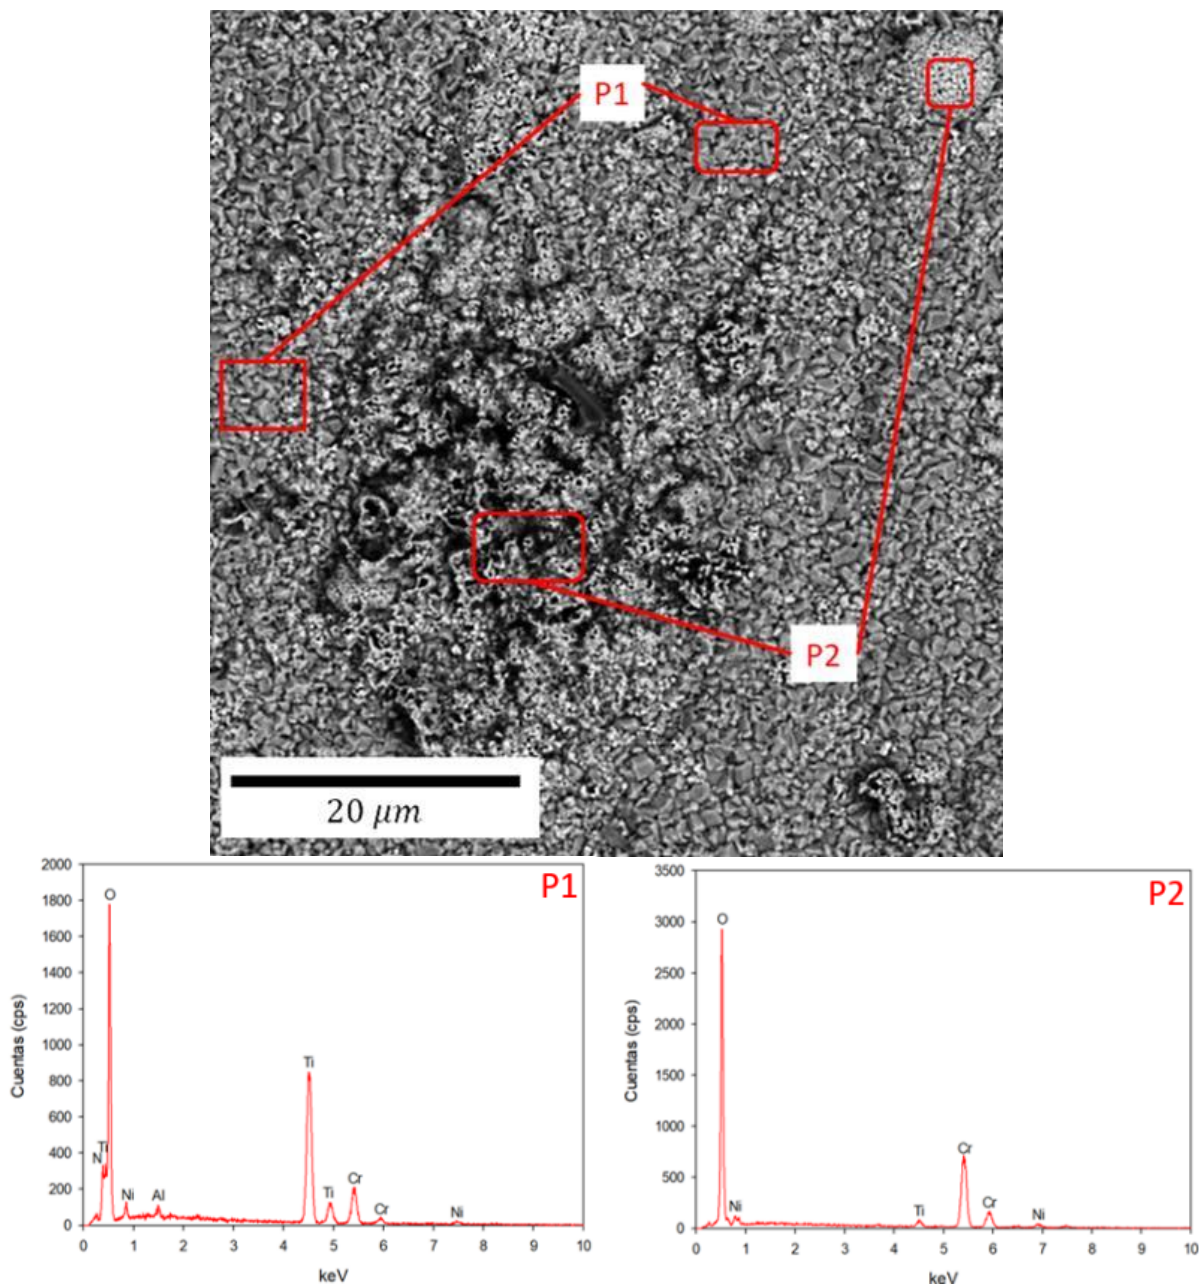 P1
P2
20 μm
P1
2000
1800
1600
1400
1200
1000
800
600
400
200
0
Cuentas (cps)
O
N
Ti
Ni
Al
Ti
Ti
Cr
Cr
Ni
0 1 2 3 4 5 6 7 8 9 10
keV
P2
3500
3000
2500
2000
1500
1000
500
0
Cuentas (cps)
O
Ni
Ti
Cr
Cr
Ni
1 2 3 4 5 6 7 8 9 10
keV